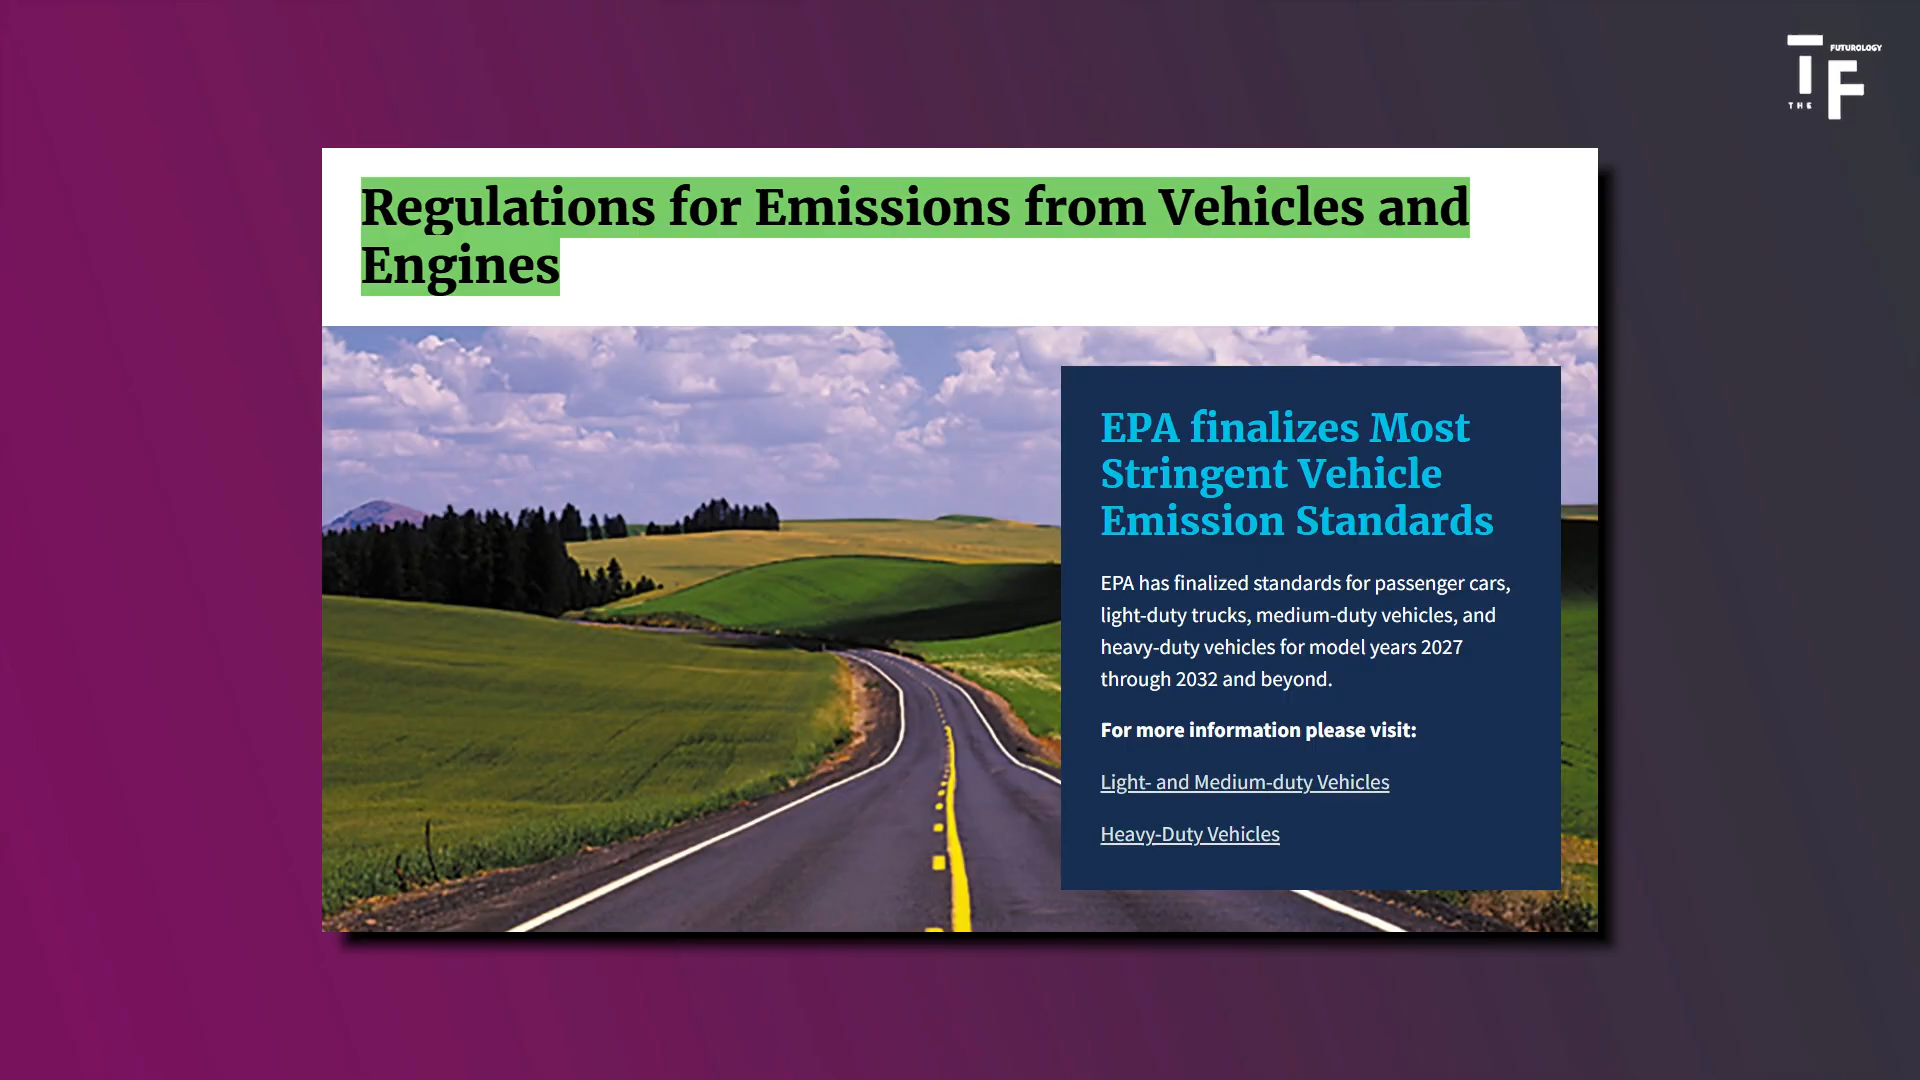 FUTUROLOGY
TF
THE
Regulations for Emissions from Vehicles and
Engines
EPA finalizes Most
Stringent Vehicle
Emission Standards
EPA has finalized standards for passenger cars,
light-duty trucks, medium-duty vehicles, and
heavy-duty vehicles for model years 2027
through 2032 and beyond.
For more information please visit:
Light- and Medium-duty Vehicles
Heavy-Duty Vehicles